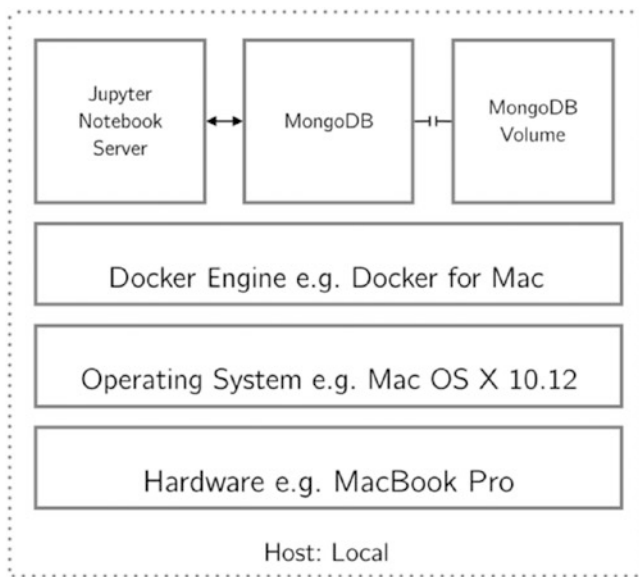 Jupyter
Notebook
Server
MongoDB
MongoDB
Volume
Docker Engine e.g. Docker for Mac
Operating System e.g. Mac OS X 10.12
Hardware e.g. MacBook Pro
Host: Local